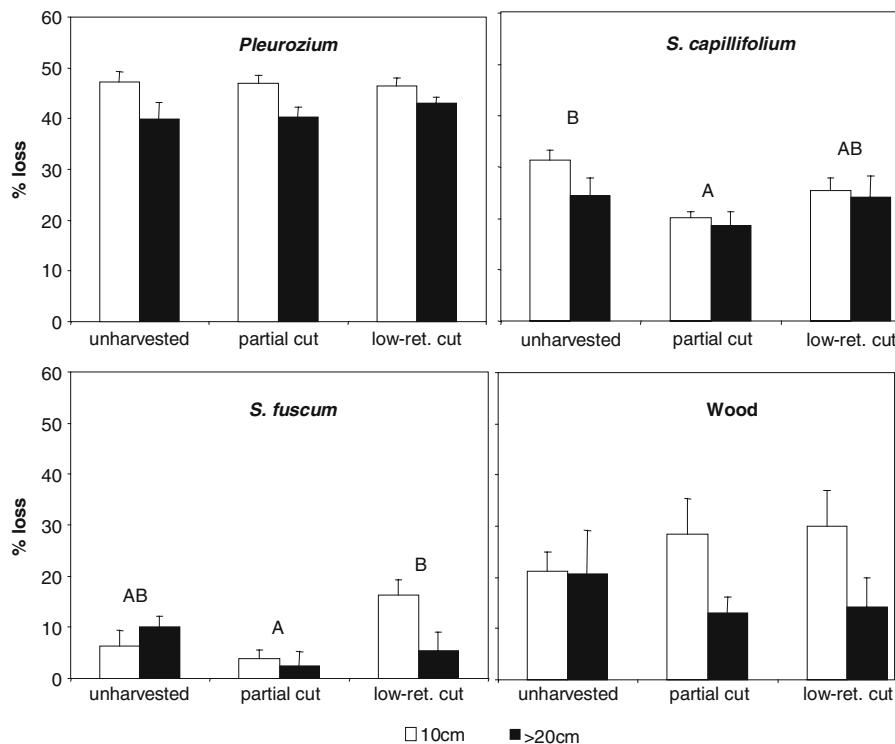 Pleurozium
S. capillifolium
60
50
40
30
20
10
0
% loss
B
A
AB
unharvested partial cut low-ret. cut
unharvested partial cut low-ret. cut
S. fuscum
Wood
60
50
40
30
20
10
0
% loss
AB
A
B
unharvested partial cut low-ret. cut
unharvested partial cut low-ret. cut
10cm >20cm